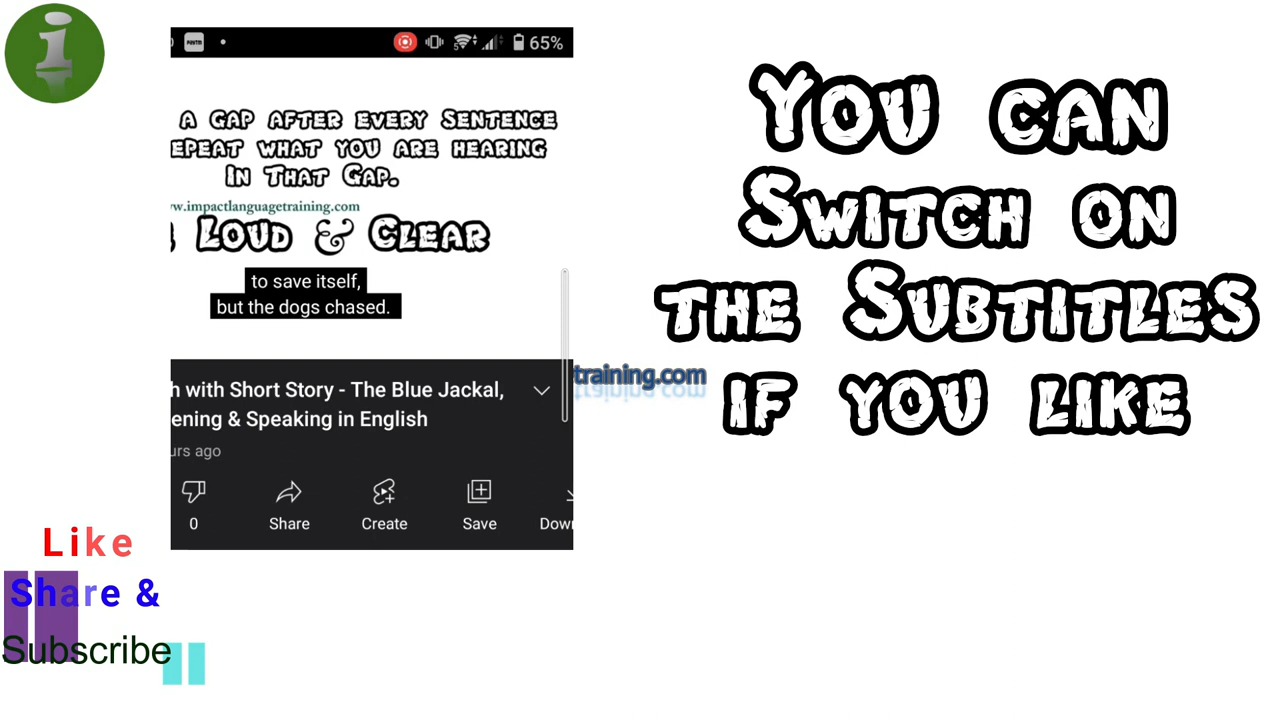 i
65%
A GAP AFTER EVERY SENTENCE
EPEAT WHAT YOU ARE HEARING
IN THAT GAP.
w.impactlanguagetraining.com
LOUD & CLEAR
to save itself,
but the dogs chased.
h with Short Story - The Blue Jackal,
ening & Speaking in English
urs ago
0
Share
Create
Save
Down
training.com
YOU CAN
SWITCH ON
THE SUBTITLES
IF YOU LIKE
Like
Share &
Subscribe